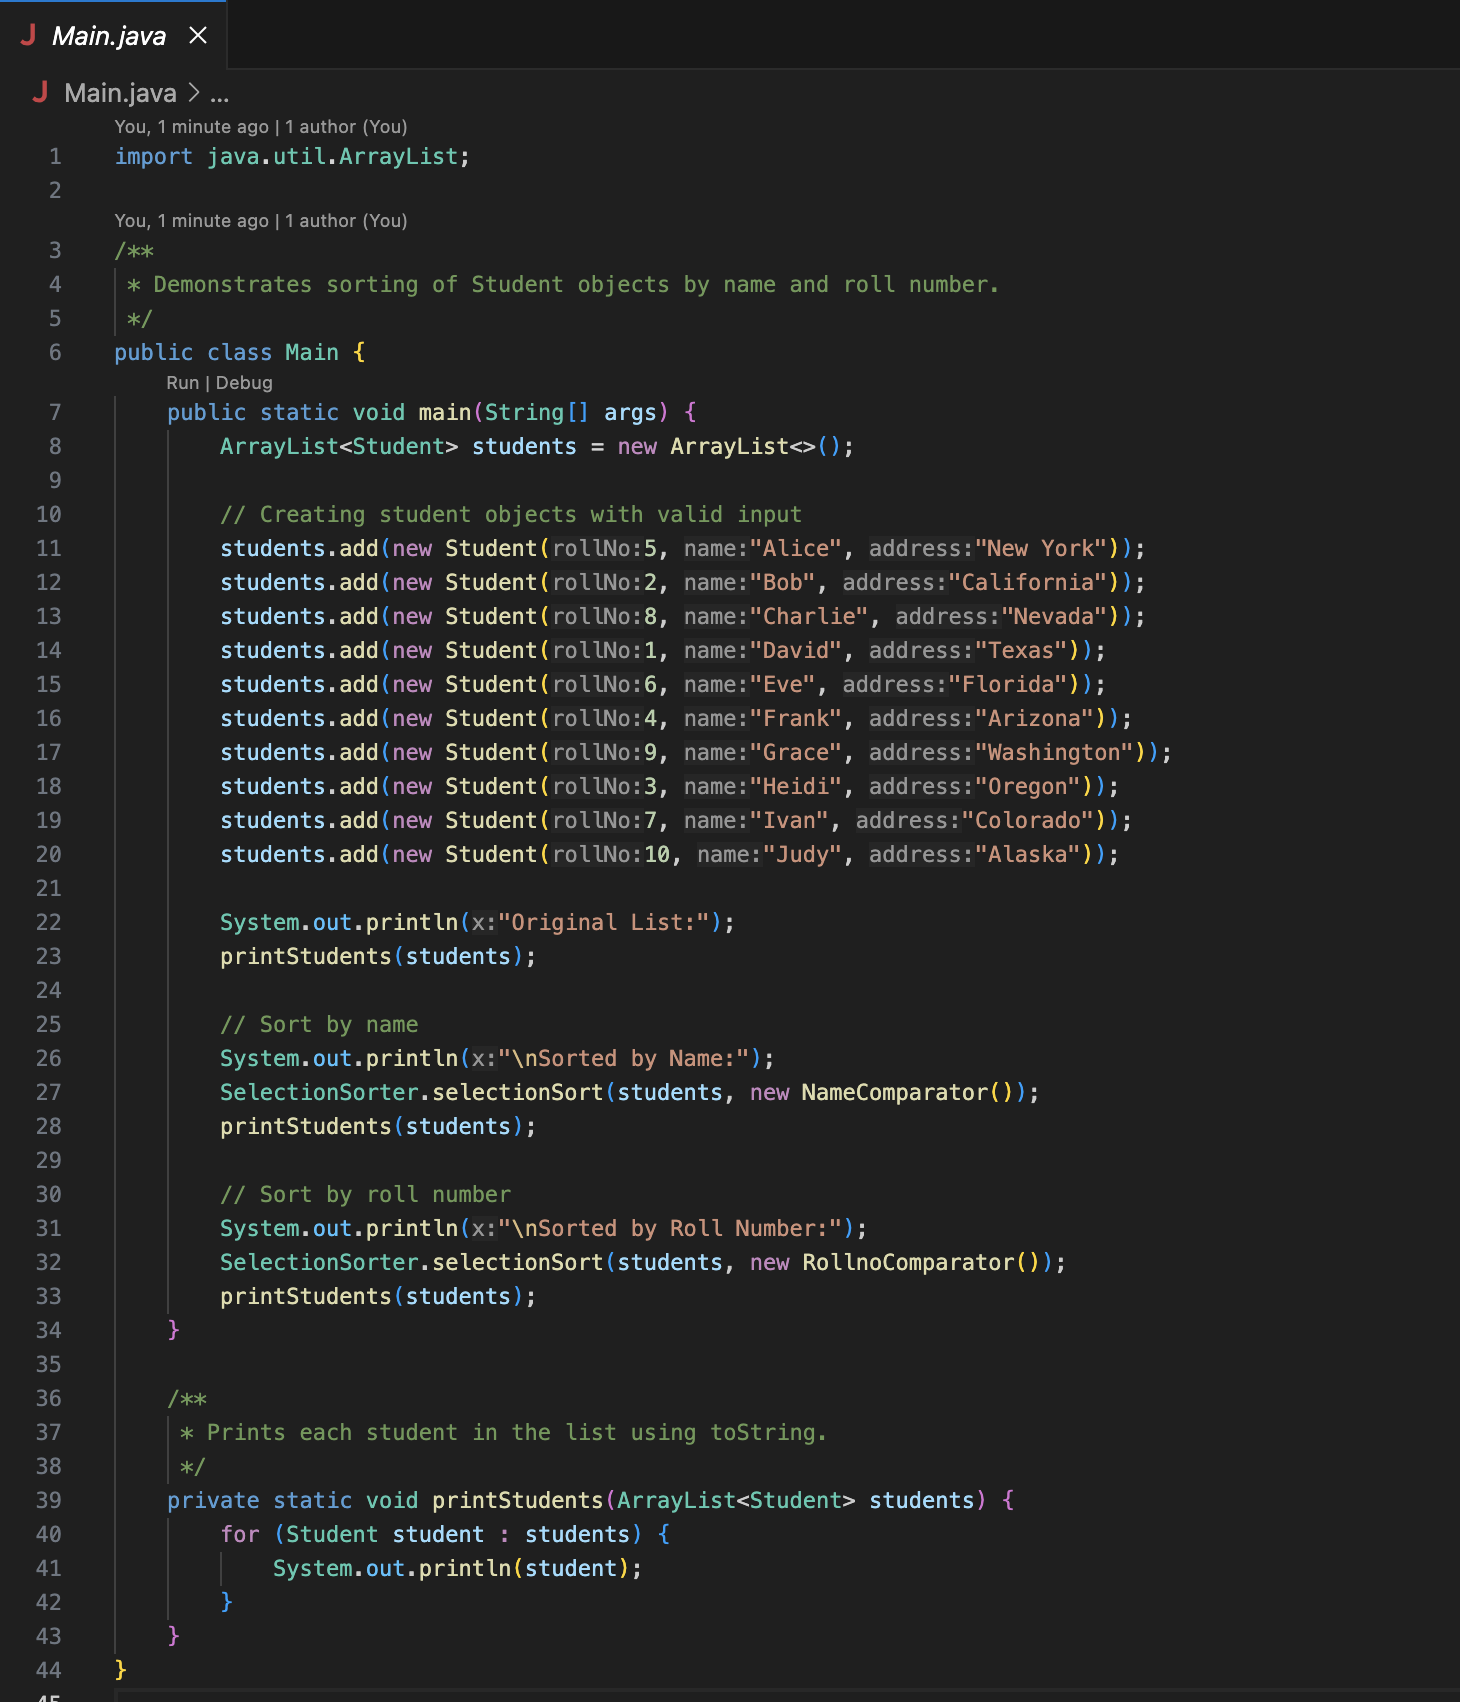 J Main.java ×
J Main.java > ...
You, 1 minute ago | 1 author (You)
1 import java.util.ArrayList;
2
You, 1 minute ago | 1 author (You)
3 /**
4  * Demonstrates sorting of Student objects by name and roll number.
5  */
6 public class Main {
Run | Debug
7     public static void main(String[] args) {
8         ArrayList<Student> students = new ArrayList<>();
9
10         // Creating student objects with valid input
11         students.add(new Student(rollNo:5, name:"Alice", address:"New York"));
12         students.add(new Student(rollNo:2, name:"Bob", address:"California"));
13         students.add(new Student(rollNo:8, name:"Charlie", address:"Nevada"));
14         students.add(new Student(rollNo:1, name:"David", address:"Texas"));
15         students.add(new Student(rollNo:6, name:"Eve", address:"Florida"));
16         students.add(new Student(rollNo:4, name:"Frank", address:"Arizona"));
17         students.add(new Student(rollNo:9, name:"Grace", address:"Washington"));
18         students.add(new Student(rollNo:3, name:"Heidi", address:"Oregon"));
19         students.add(new Student(rollNo:7, name:"Ivan", address:"Colorado"));
20         students.add(new Student(rollNo:10, name:"Judy", address:"Alaska"));
21
22         System.out.println(x:"Original List:");
23         printStudents(students);
24
25         // Sort by name
26         System.out.println(x:"\nSorted by Name:");
27         SelectionSorter.selectionSort(students, new NameComparator());
28         printStudents(students);
29
30         // Sort by roll number
31         System.out.println(x:"\nSorted by Roll Number:");
32         SelectionSorter.selectionSort(students, new RollnoComparator());
33         printStudents(students);
34     }
35
36     /**
37      * Prints each student in the list using toString.
38      */
39     private static void printStudents(ArrayList<Student> students) {
40         for (Student student : students) {
41             System.out.println(student);
42         }
43     }
44 }
45